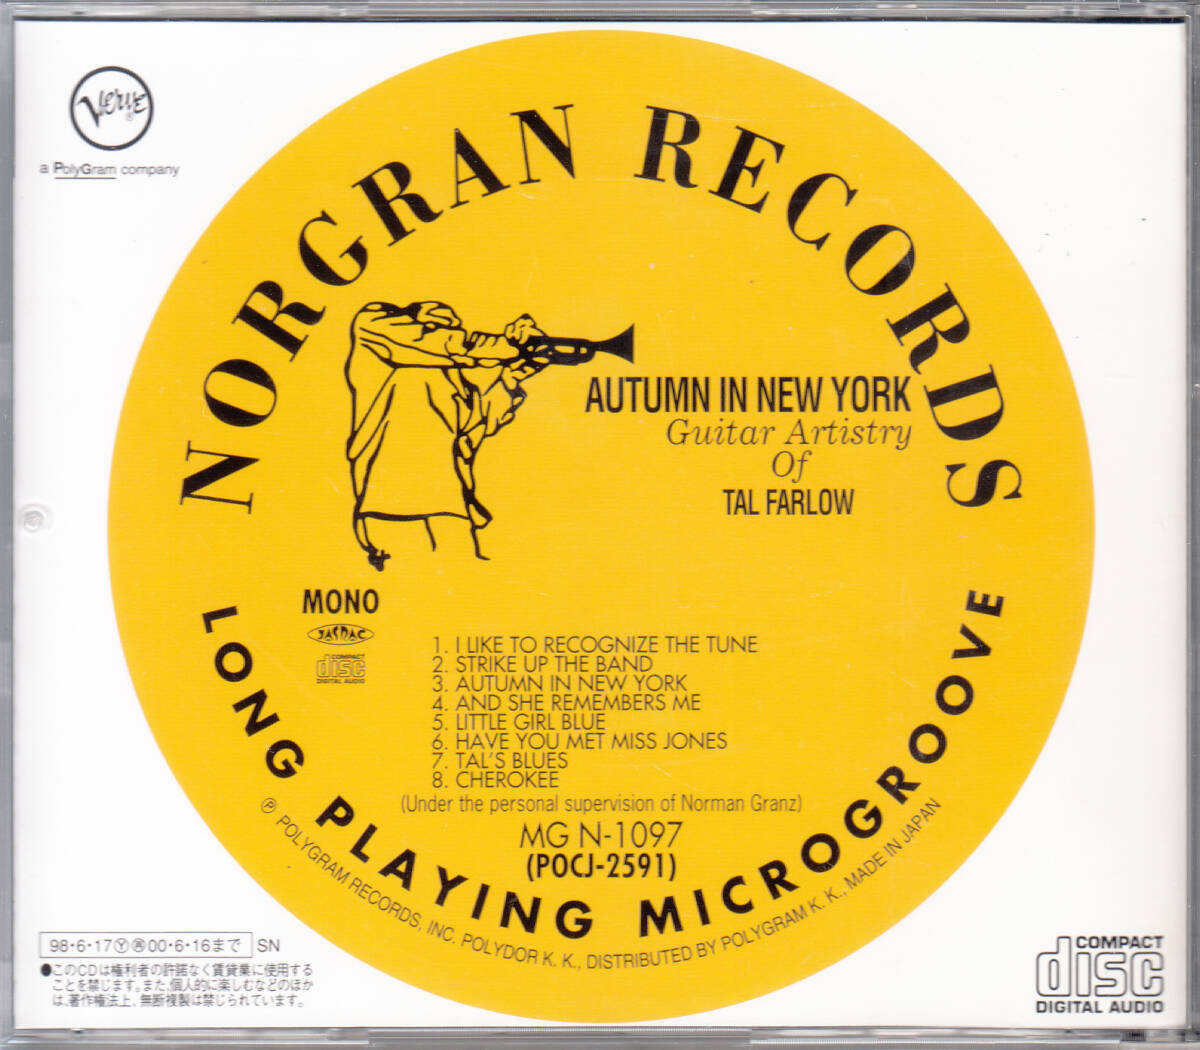 Verve
a PolyGram company
NORGRAN RECORDS
AUTUMN IN NEW YORK
Guitar Artistry
Of
TAL FARLOW
MONO
JASRAC
COMPACT
disc
DIGITAL AUDIO
1. I LIKE TO RECOGNIZE THE TUNE
2. STRIKE UP THE BAND
3. AUTUMN IN NEW YORK
4. AND SHE REMEMBERS ME
5. LITTLE GIRL BLUE
6. HAVE YOU MET MISS JONES
7. TAL'S BLUES
8. CHEROKEE
(Under the personal supervision of Norman Granz)
MG N-1097
(POCJ-2591)
LONG PLAYING MICROGROOVE
Ⓟ POLYGRAM RECORDS, INC. POLYDOR K. K., DISTRIBUTED BY POLYGRAM K. K., MADE IN JAPAN
98・6・17Ⓨ㊢00・6・16まで SN
●このCDは権利者の許諾なく賃貸業に使用する
ことを禁じます。また、個人的に楽しむなどのほか
は、著作権法上、無断複製は禁じられています。
COMPACT
disc
DIGITAL AUDIO